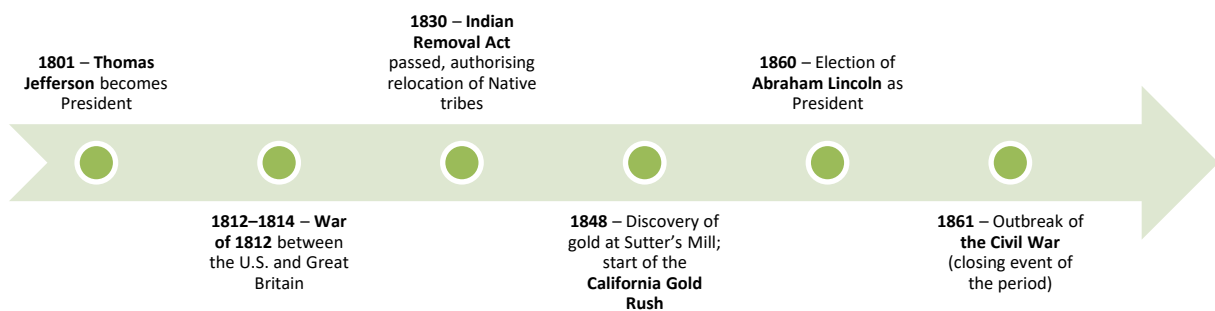 1801 – Thomas
Jefferson becomes
President
1812–1814 – War
of 1812 between
the U.S. and Great
Britain
1830 – Indian
Removal Act
passed, authorising
relocation of Native
tribes
1848 – Discovery of
gold at Sutter’s Mill;
start of the
California Gold
Rush
1860 – Election of
Abraham Lincoln as
President
1861 – Outbreak of
the Civil War
(closing event of
the period)